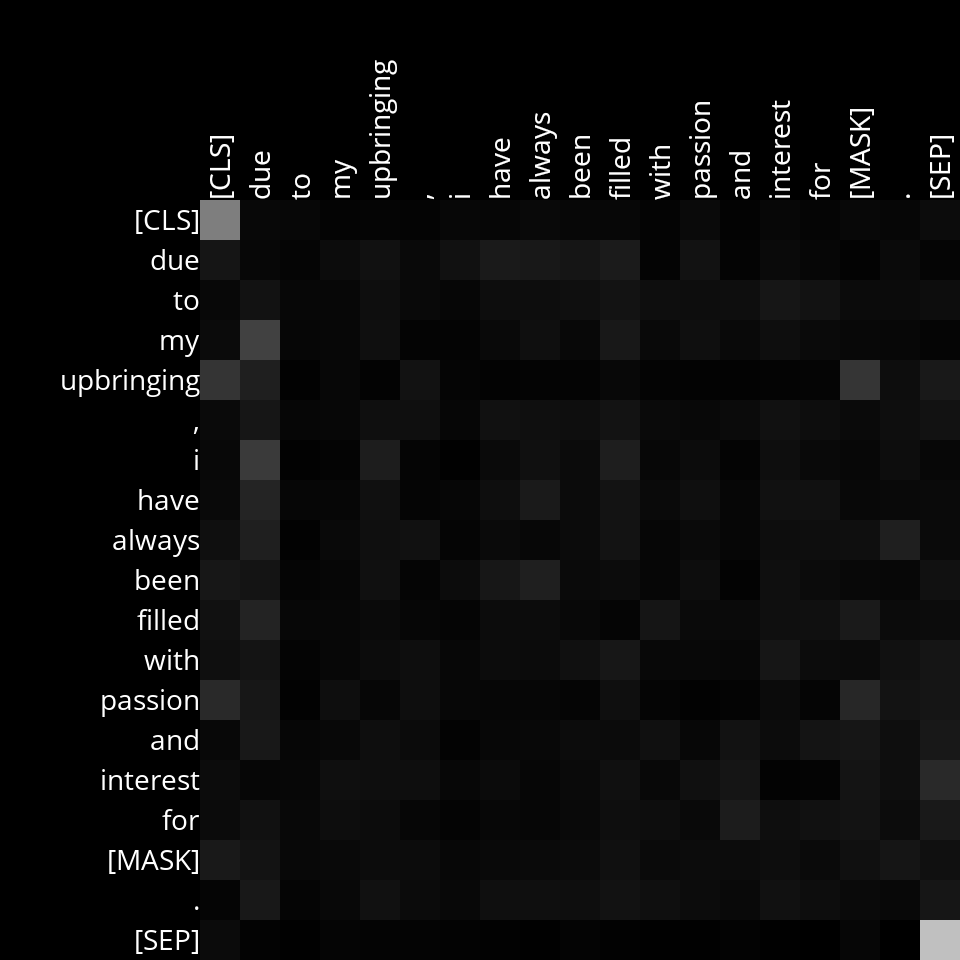 [CLS] due to my upbringing , i have always been filled with passion and interest for [MASK] . [SEP]
[CLS]
due
to
my
upbringing
,
i
have
always
been
filled
with
passion
and
interest
for
[MASK]
.
[SEP]